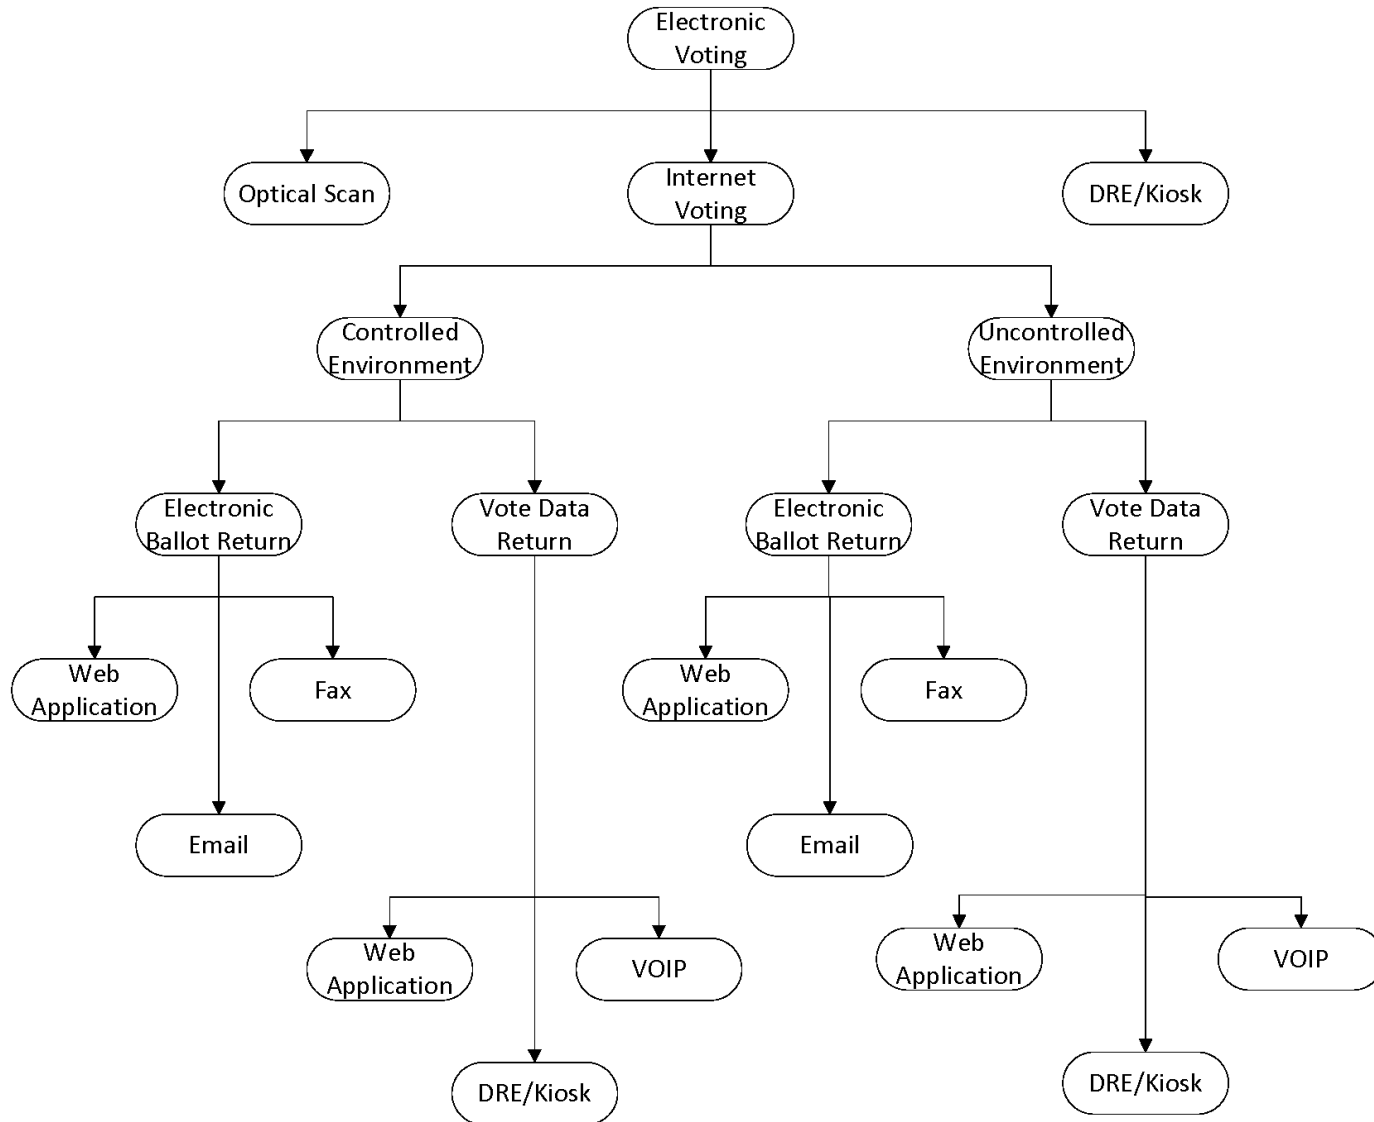 Electronic
Voting
Optical Scan
Internet
Voting
DRE/Kiosk
Controlled
Environment
Uncontrolled
Environment
Electronic
Ballot Return
Vote Data
Return
Electronic
Ballot Return
Vote Data
Return
Web
Application
Fax
Web
Application
Fax
Email
Email
Web
Application
VOIP
Web
Application
VOIP
DRE/Kiosk
DRE/Kiosk